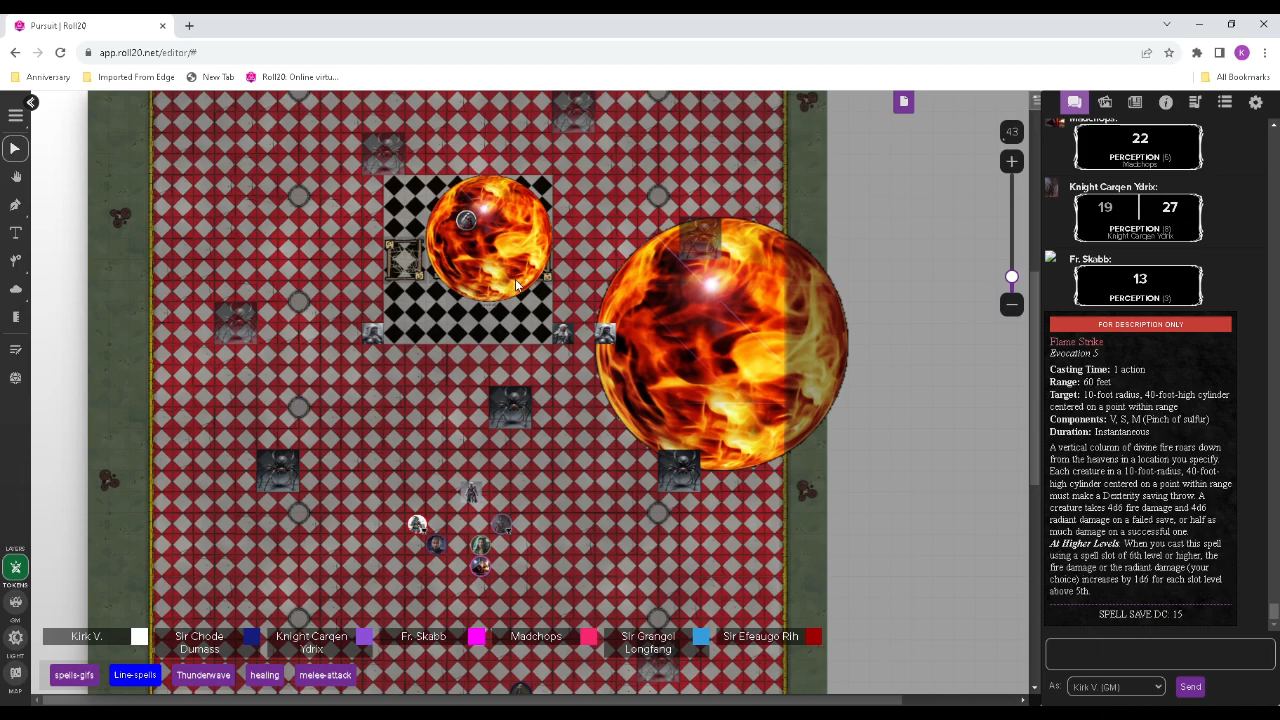 Pursuit | Roll20
app.roll20.net/editor/#
Anniversary
Imported From Edge
New Tab
Roll20: Online virtu...
All Bookmarks
K
43
Madchops:
22
PERCEPTION (5)
Madchops
Knight Carqen Ydrix:
19
27
PERCEPTION (8)
Knight Carqen Ydrix
Fr. Skabb:
13
PERCEPTION (3)
FOR DESCRIPTION ONLY
Flame Strike
Evocation 5
Casting Time: 1 action
Range: 60 feet
Target: 10-foot radius, 40-foot-high cylinder
centered on a point within range
Components: V, S, M (Pinch of sulfur)
Duration: Instantaneous
A vertical column of divine fire roars down
from the heavens in a location you specify.
Each creature in a 10-foot-radius, 40-foot-
high cylinder centered on a point within range
must make a Dexterity saving throw. A
creature takes 4d6 fire damage and 4d6
radiant damage on a failed save, or half as
much damage on a successful one.
At Higher Levels: When you cast this spell
using a spell slot of 6th level or higher, the
fire damage or the radiant damage (your
choice) increases by 1d6 for each slot level
above 5th.
SPELL SAVE DC: 15
As:
Kirk V. (GM)
Send
LAYERS
TOKENS
GM
LIGHT
MAP
Kirk V.
Sir Chode
Dumass
Knight Carqen
Ydrix
Fr. Skabb
Madchops
Sir Grangol
Longfang
Sir Efeaugo Rih
spells-gifs
Line-spells
Thunderwave
healing
melee-attack